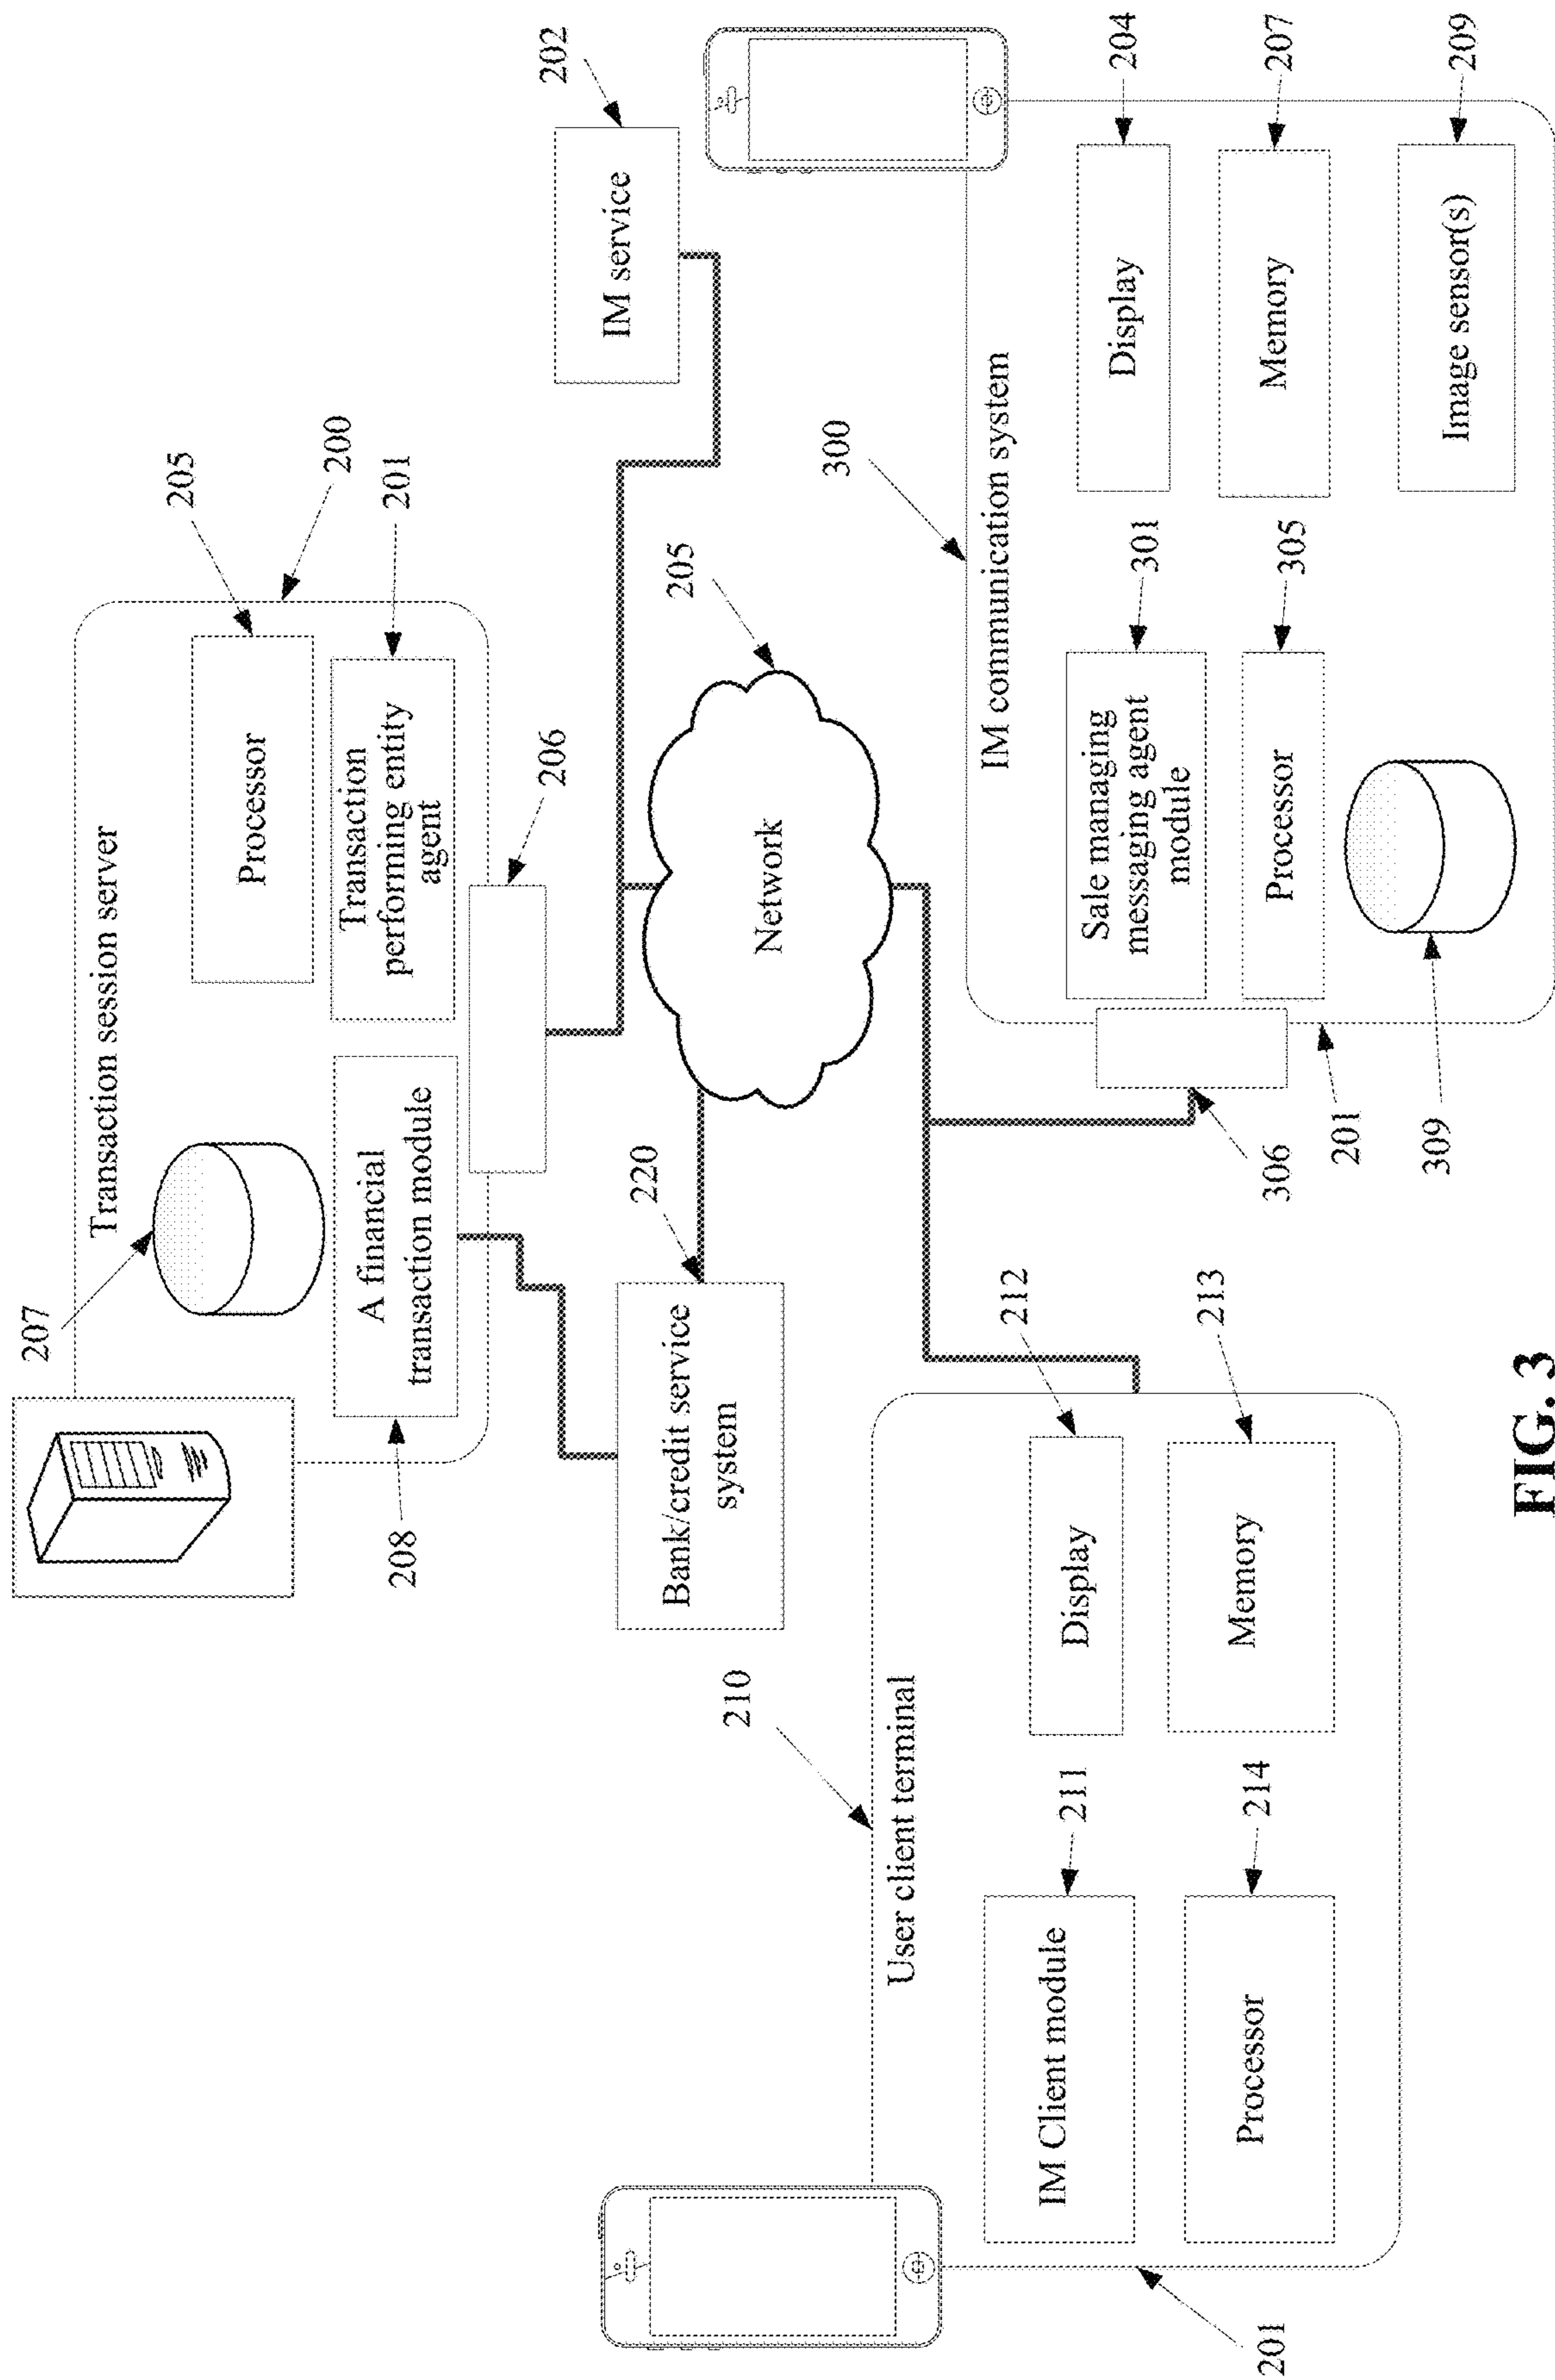 207
Transaction session server
205
200
Processor
Transaction
performing entity
agent
201
A financial
transaction module
208
206
202
IM service
220
Bank/credit service
system
Network
205
210
User client terminal
212
Display
213
Memory
IM Client module
211
Processor
214
201
300
IM communication system
Sale managing
messaging agent
module
301
Display
204
Processor
305
Memory
207
Image sensor(s)
209
306
201
309
FIG. 3